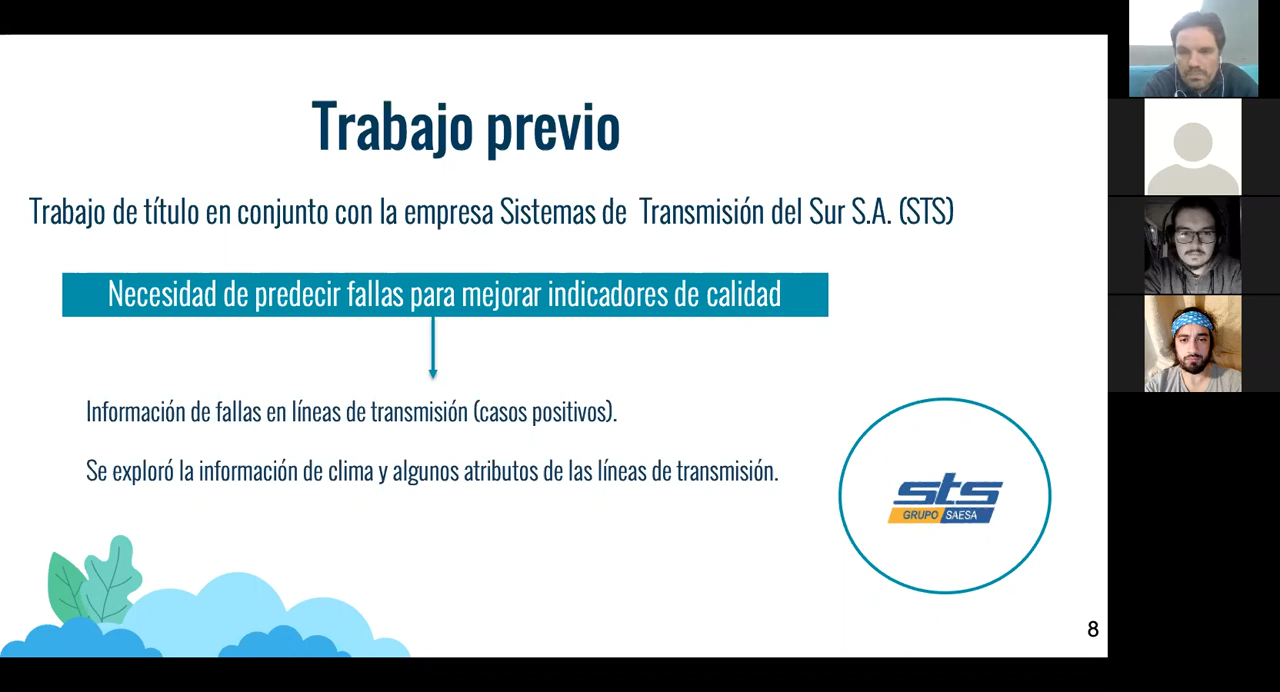 Trabajo previo
Trabajo de título en conjunto con la empresa Sistemas de Transmisión del Sur S.A. (STS)
Necesidad de predecir fallas para mejorar indicadores de calidad
Información de fallas en líneas de transmisión (casos positivos).
Se exploró la información de clima y algunos atributos de las líneas de transmisión.
sts
GRUPO SAESA
8